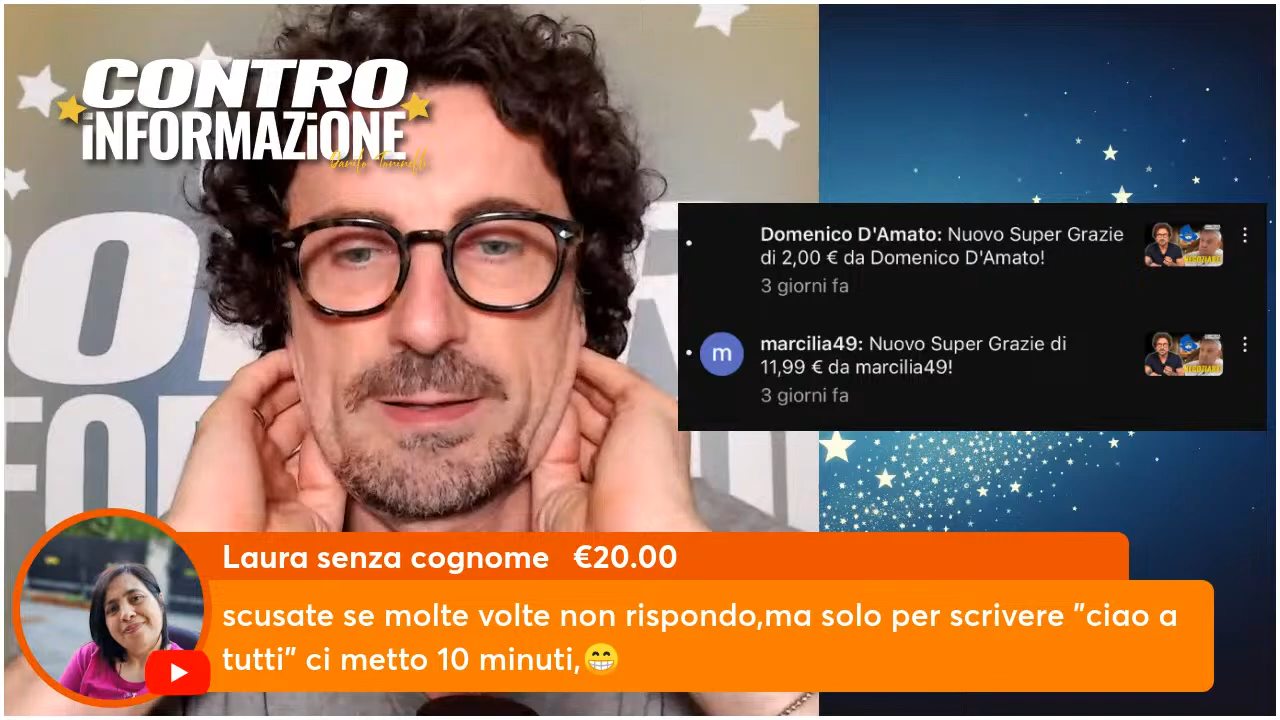 CONTRO
iNFORMAZiONE
Danilo Toninelli
Domenico D'Amato: Nuovo Super Grazie
di 2,00 € da Domenico D'Amato!
3 giorni fa
m
marcilia49: Nuovo Super Grazie di
11,99 € da marcilia49!
3 giorni fa
Laura senza cognome €20.00
scusate se molte volte non rispondo,ma solo per scrivere "ciao a
tutti" ci metto 10 minuti,😁